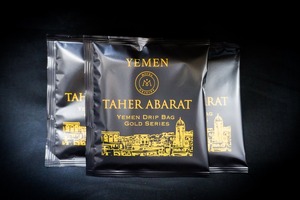 YEMEN
TAHER ABARAT
YEMEN DRIP BAG
GOLD SERIES